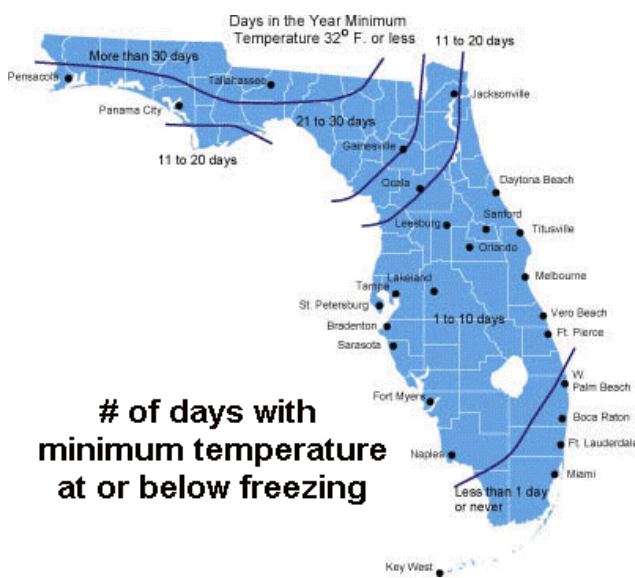 Days in the Year Minimum
Temperature 32° F. or less
11 to 20 days
More than 30 days
Pensacola
Tallahassee
Jacksonville
Panama City
21 to 30 days
11 to 20 days
Gainesville
Ocala
Daytona Beach
Leesburg
Sanford
Titusville
Orlando
Lakeland
Melbourne
Tampa
St. Petersburg
1 to 10 days
Vero Beach
Bradenton
Ft. Pierce
Sarasota
W.
Palm Beach
Fort Myers
Boca Raton
# of days with
minimum temperature
at or below freezing
Ft. Lauderdale
Naples
Miami
Less than 1 day
or never
Key West